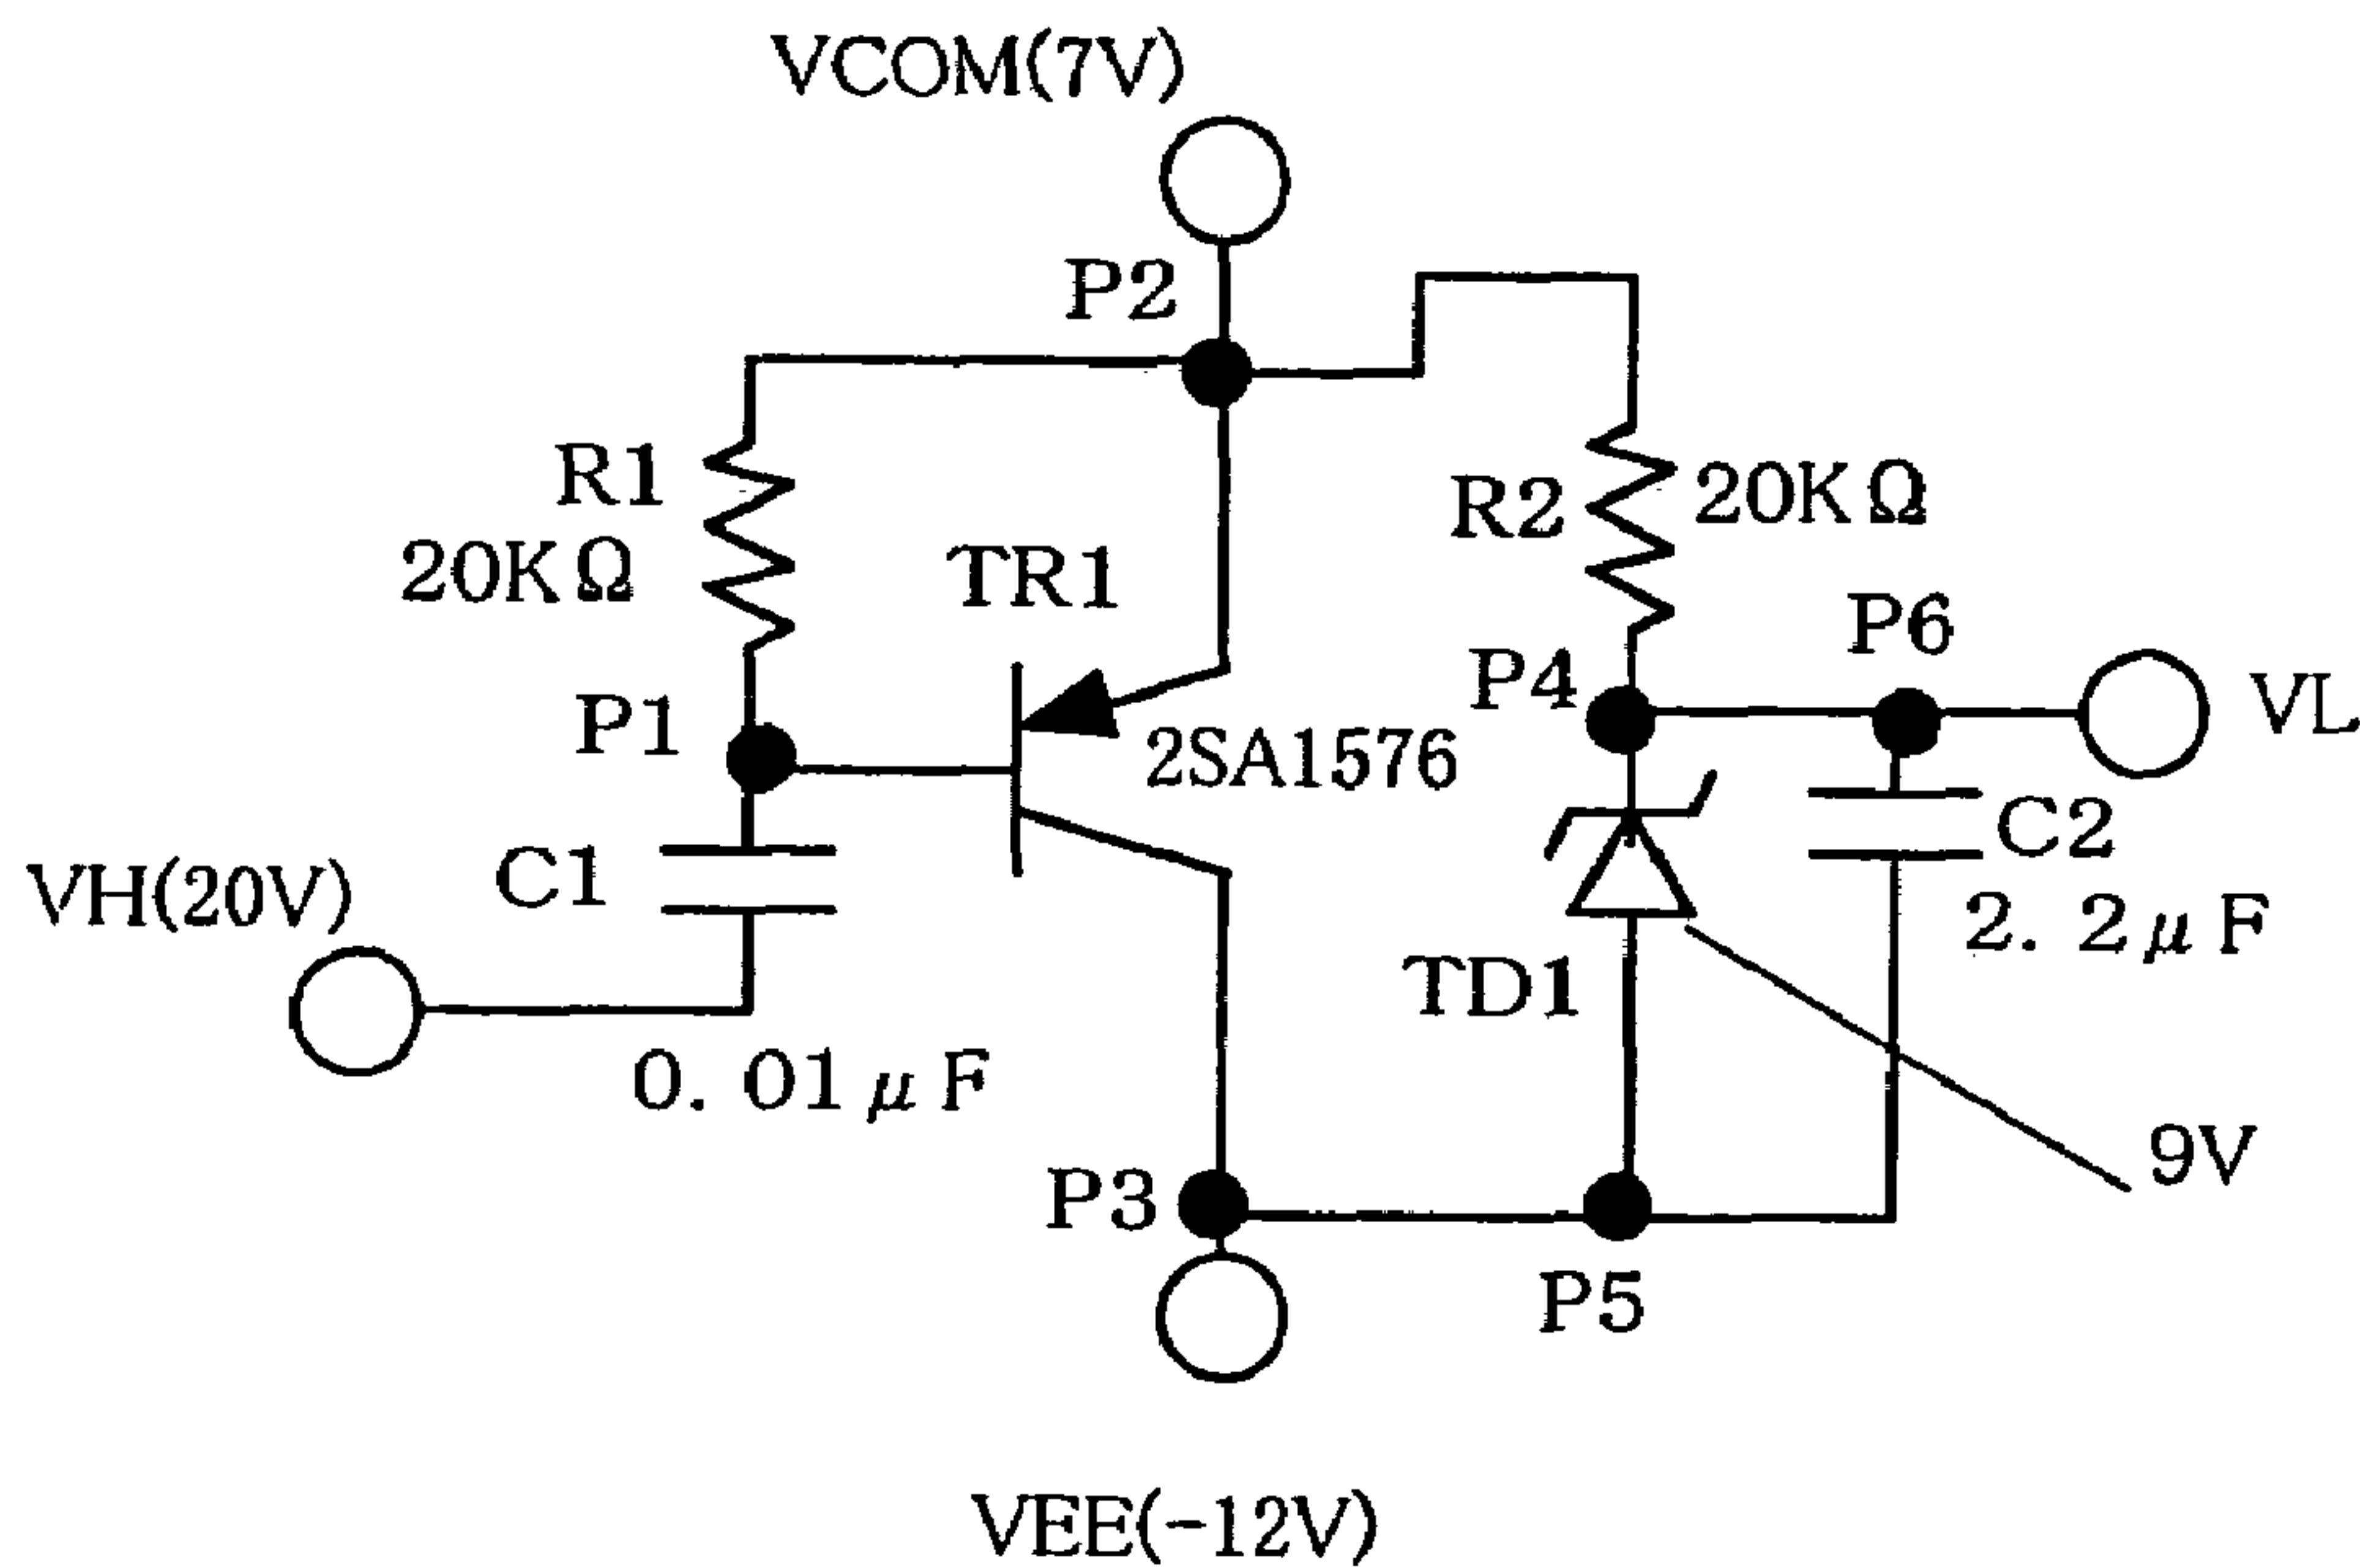 VCOM(7V)
P2
R1
20KΩ
TR1
R2
20KΩ
P6
P4
VL
P1
2SA1576
C1
C2
VH(20V)
2. 2μF
TD1
0. 01μF
9V
P3
P5
VEE(-12V)